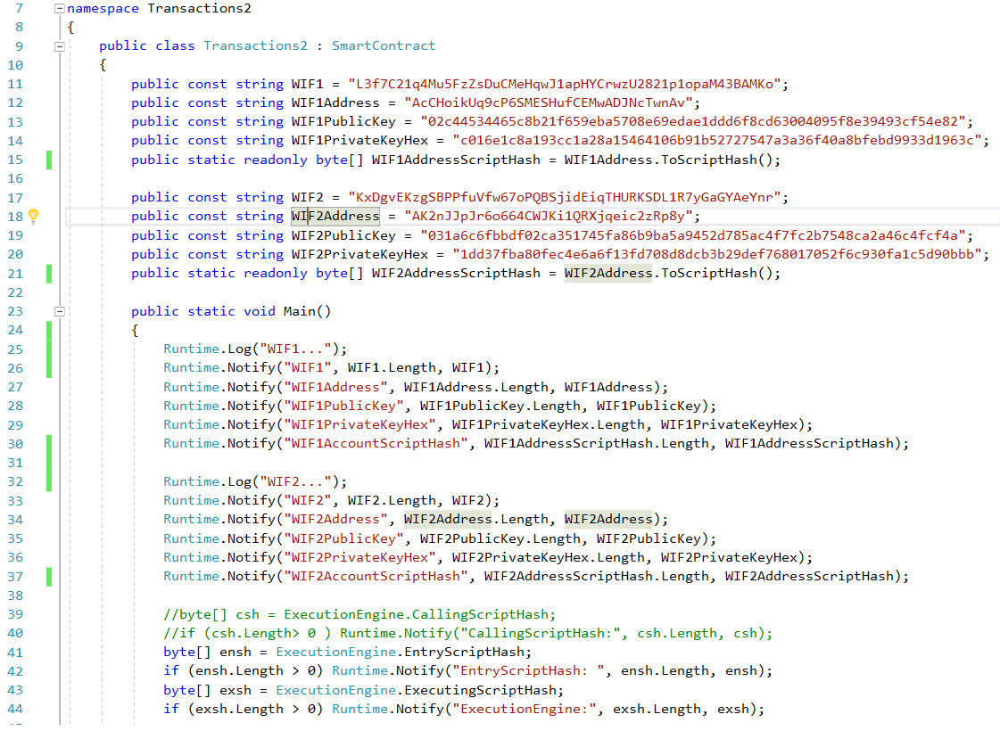 7 namespace Transactions2
8 {
9 public class Transactions2 : SmartContract
10 {
11 public const string WIF1 = "L3f7C21q4Mu5FzZsDuCMeHqwJ1apHYCrwzU2821p1opaM43BAMKo";
12 public const string WIF1Address = "AcCHoikUq9cP6SMESHufCEMwADJNcTwnAv";
13 public const string WIF1PublicKey = "02c44534465c8b21f659eba5708e69edae1ddd6f8cd63004095f8e39493cf54e82";
14 public const string WIF1PrivateKeyHex = "c016e1c8a193cc1a28a15464106b91b52727547a3a36f40a8bfebd9933d1963c";
15 public static readonly byte[] WIF1AddressScriptHash = WIF1Address.ToScriptHash();
16
17 public const string WIF2 = "KxDgvEKzgSBPPfuVfw67oPQBSjidEiqTHURKSDL1R7yGaGYAeYnr";
18 public const string WIF2Address = "AK2nJJpJr6o664CWJKi1QRXjqeic2zRp8y";
19 public const string WIF2PublicKey = "031a6c6fbbdf02ca351745fa86b9ba5a9452d785ac4f7fc2b7548ca2a46c4fcf4a";
20 public const string WIF2PrivateKeyHex = "1dd37fba80fec4e6a6f13fd708d8dcb3b29def768017052f6c930fa1c5d90bbb";
21 public static readonly byte[] WIF2AddressScriptHash = WIF2Address.ToScriptHash();
22
23 public static void Main()
24 {
25 Runtime.Log("WIF1...");
26 Runtime.Notify("WIF1", WIF1.Length, WIF1);
27 Runtime.Notify("WIF1Address", WIF1Address.Length, WIF1Address);
28 Runtime.Notify("WIF1PublicKey", WIF1PublicKey.Length, WIF1PublicKey);
29 Runtime.Notify("WIF1PrivateKeyHex", WIF1PrivateKeyHex.Length, WIF1PrivateKeyHex);
30 Runtime.Notify("WIF1AccountScriptHash", WIF1AddressScriptHash.Length, WIF1AddressScriptHash);
31
32 Runtime.Log("WIF2...");
33 Runtime.Notify("WIF2", WIF2.Length, WIF2);
34 Runtime.Notify("WIF2Address", WIF2Address.Length, WIF2Address);
35 Runtime.Notify("WIF2PublicKey", WIF2PublicKey.Length, WIF2PublicKey);
36 Runtime.Notify("WIF2PrivateKeyHex", WIF2PrivateKeyHex.Length, WIF2PrivateKeyHex);
37 Runtime.Notify("WIF2AccountScriptHash", WIF2AddressScriptHash.Length, WIF2AddressScriptHash);
38
39 //byte[] csh = ExecutionEngine.CallingScriptHash;
40 //if (csh.Length> 0 ) Runtime.Notify("CallingScriptHash:", csh.Length, csh);
41 byte[] ensh = ExecutionEngine.EntryScriptHash;
42 if (ensh.Length > 0) Runtime.Notify("EntryScriptHash: ", ensh.Length, ensh);
43 byte[] exsh = ExecutionEngine.ExecutingScriptHash;
44 if (exsh.Length > 0) Runtime.Notify("ExecutionEngine:", exsh.Length, exsh);